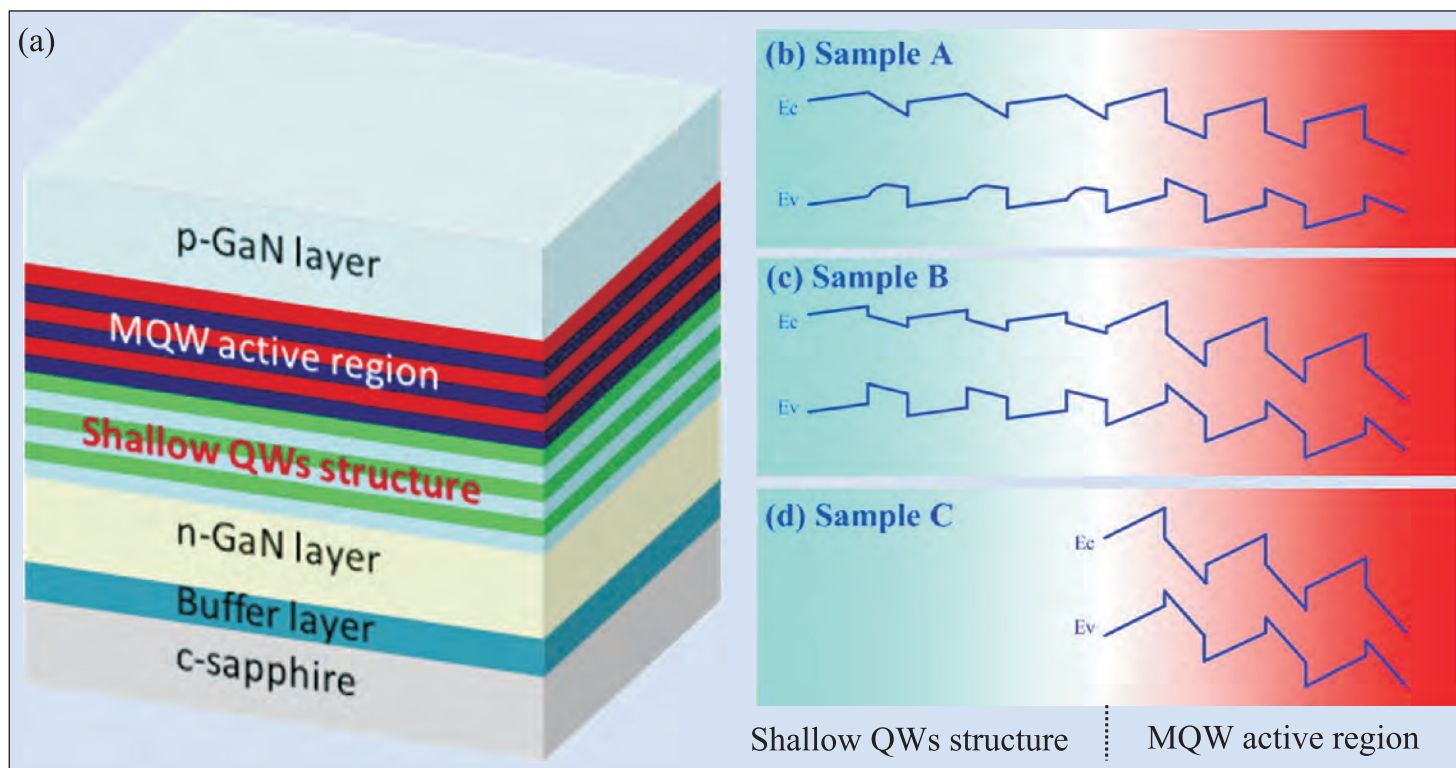 (a)
p-GaN layer
MQW active region
Shallow QWs structure
n-GaN layer
Buffer layer
c-sapphire
(b) Sample A
Ec
Ev
(c) Sample B
Ec
Ev
(d) Sample C
Ec
Ev
Shallow QWs structure
MQW active region